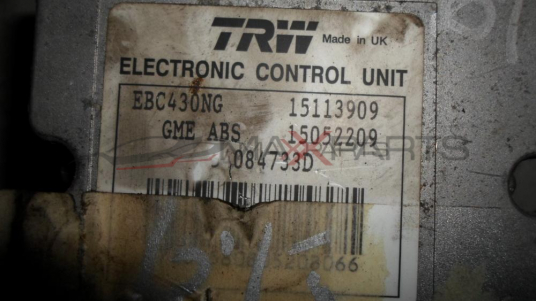 TRW Made in UK
ELECTRONIC CONTROL UNIT
EBC430NG 15113909
GME ABS 15052209
084733D